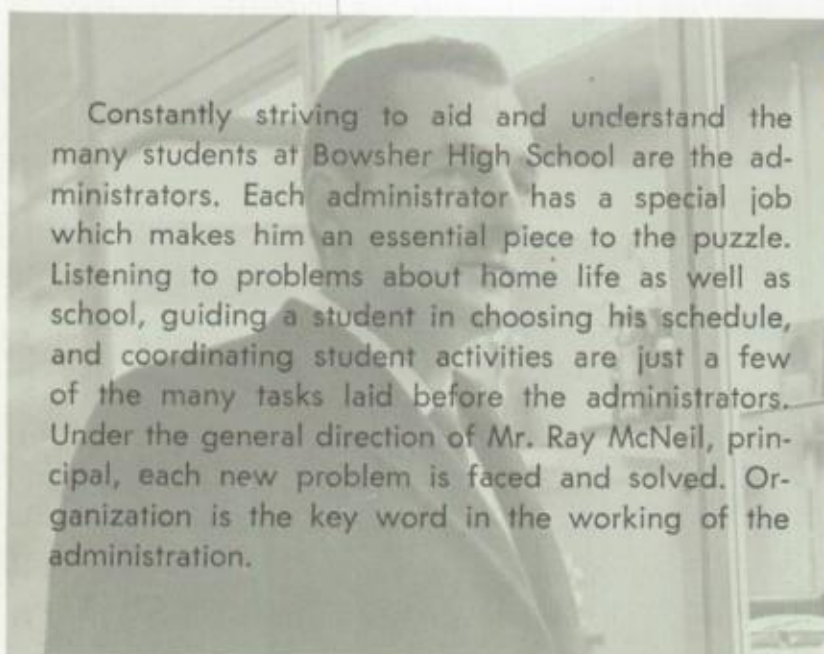 Constantly striving to aid and understand the
many students at Bowsher High School are the ad-
ministrators. Each administrator has a special job
which makes him an essential piece to the puzzle.
Listening to problems about home life as well as
school, guiding a student in choosing his schedule,
and coordinating student activities are just a few
of the many tasks laid before the administrators.
Under the general direction of Mr. Ray McNeil, prin-
cipal, each new problem is faced and solved. Or-
ganization is the key word in the working of the
administration.